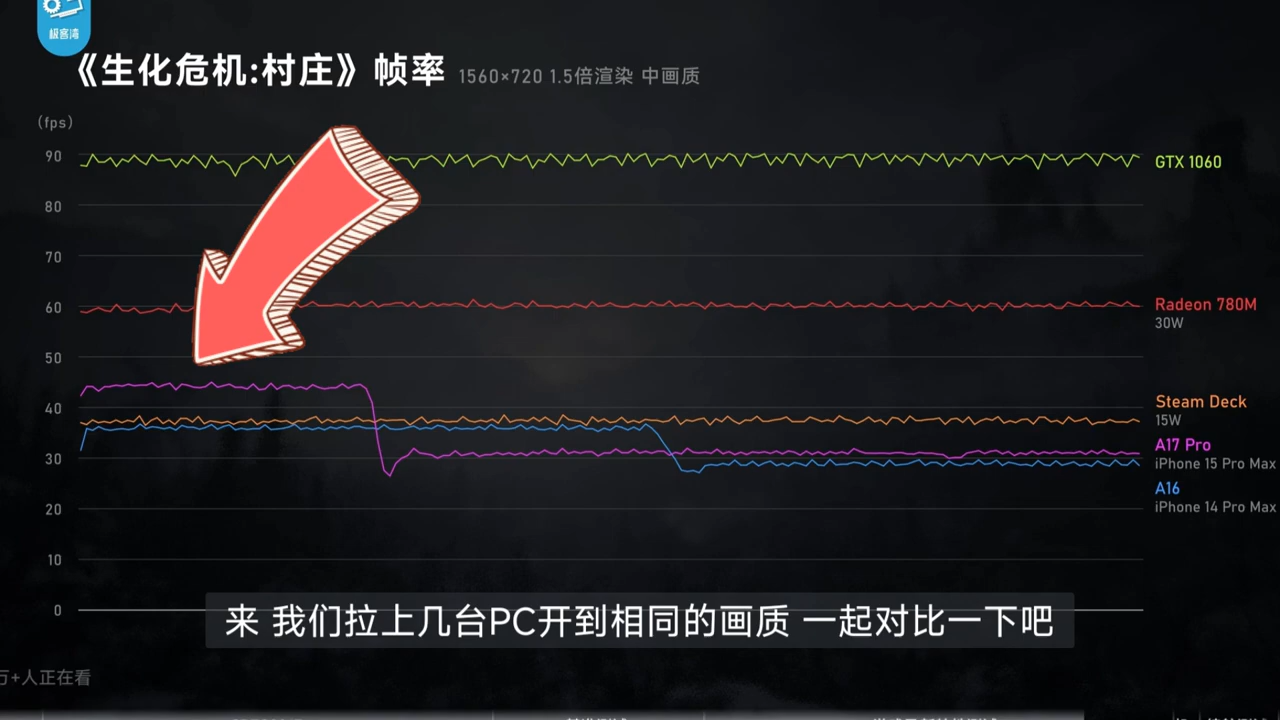 极客湾
《生化危机:村庄》 帧率 1560×720 1.5倍渲染 中画质
(fps)
90
80
70
60
50
40
30
20
10
0
GTX 1060
Radeon 780M
30W
Steam Deck
15W
A17 Pro
iPhone 15 Pro Max
A16
iPhone 14 Pro Max
来 我们拉上几台PC开到相同的画质 一起对比一下吧
万+人正在看